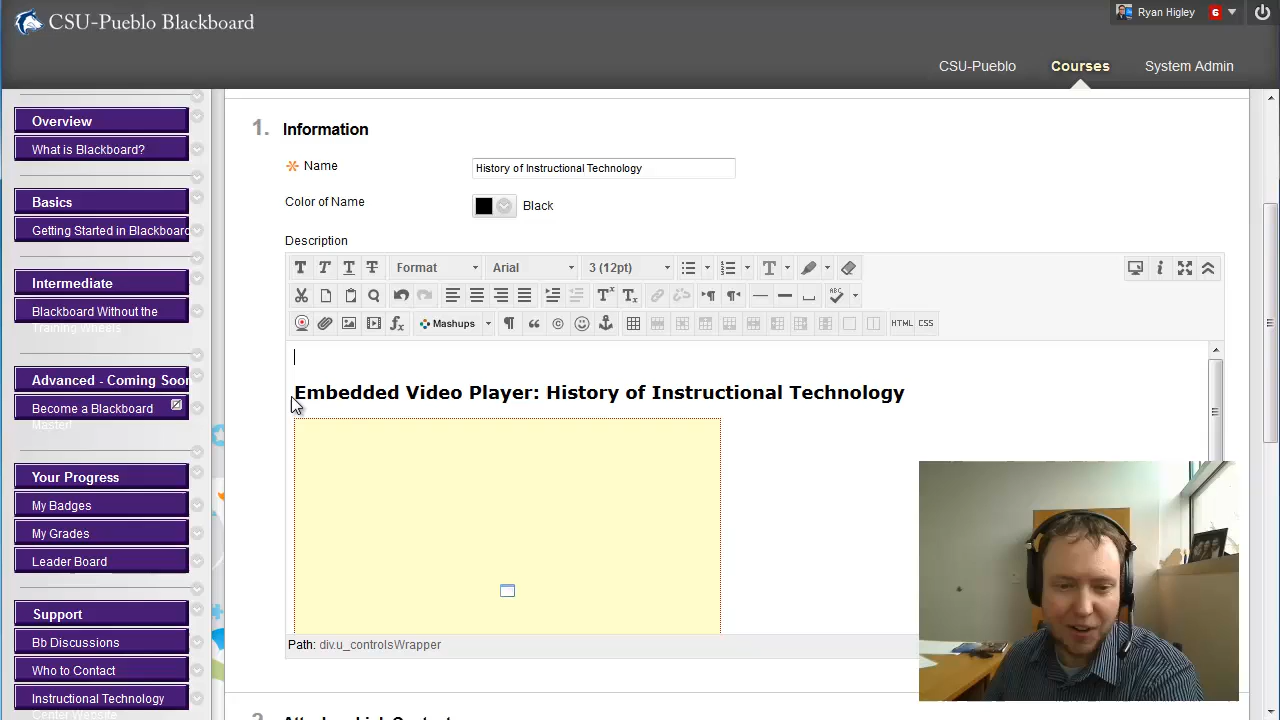 CSU-Pueblo Blackboard
Ryan Higley 6
CSU-Pueblo Courses System Admin
Overview
What is Blackboard?
Basics
Getting Started in Blackboard
Intermediate
Blackboard Without the
Training Wheels
Advanced - Coming Soon
Become a Blackboard
Master!
Your Progress
My Badges
My Grades
Leader Board
Support
Bb Discussions
Who to Contact
Instructional Technology
Center Website
1. Information
Name History of Instructional Technology
Color of Name Black
Description
T T T T Format Arial 3 (12pt) T
ABC
Mashups HTML CSS
Embedded Video Player: History of Instructional Technology
Path: div.u_controlsWrapper